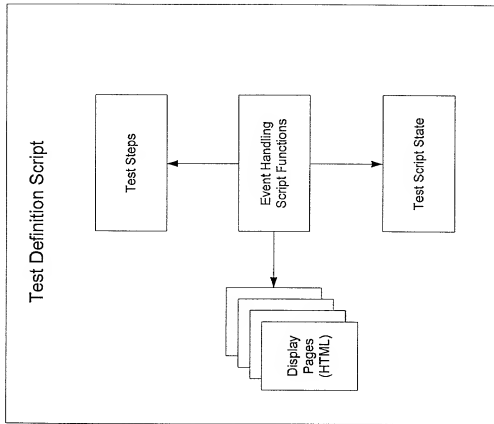 Test Definition Script
Test Steps
Event Handling
Script Functions
Test Script State
Display
Pages
(HTML)